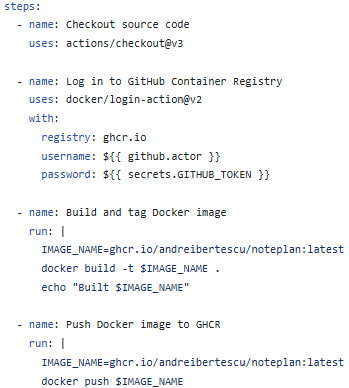 steps:
  - name: Checkout source code
    uses: actions/checkout@v3

  - name: Log in to GitHub Container Registry
    uses: docker/login-action@v2
    with:
      registry: ghcr.io
      username: ${{ github.actor }}
      password: ${{ secrets.GITHUB_TOKEN }}

  - name: Build and tag Docker image
    run: |
      IMAGE_NAME=ghcr.io/andreibertescu/noteplan:latest
      docker build -t $IMAGE_NAME .
      echo "Built $IMAGE_NAME"

  - name: Push Docker image to GHCR
    run: |
      IMAGE_NAME=ghcr.io/andreibertescu/noteplan:latest
      docker push $IMAGE_NAME